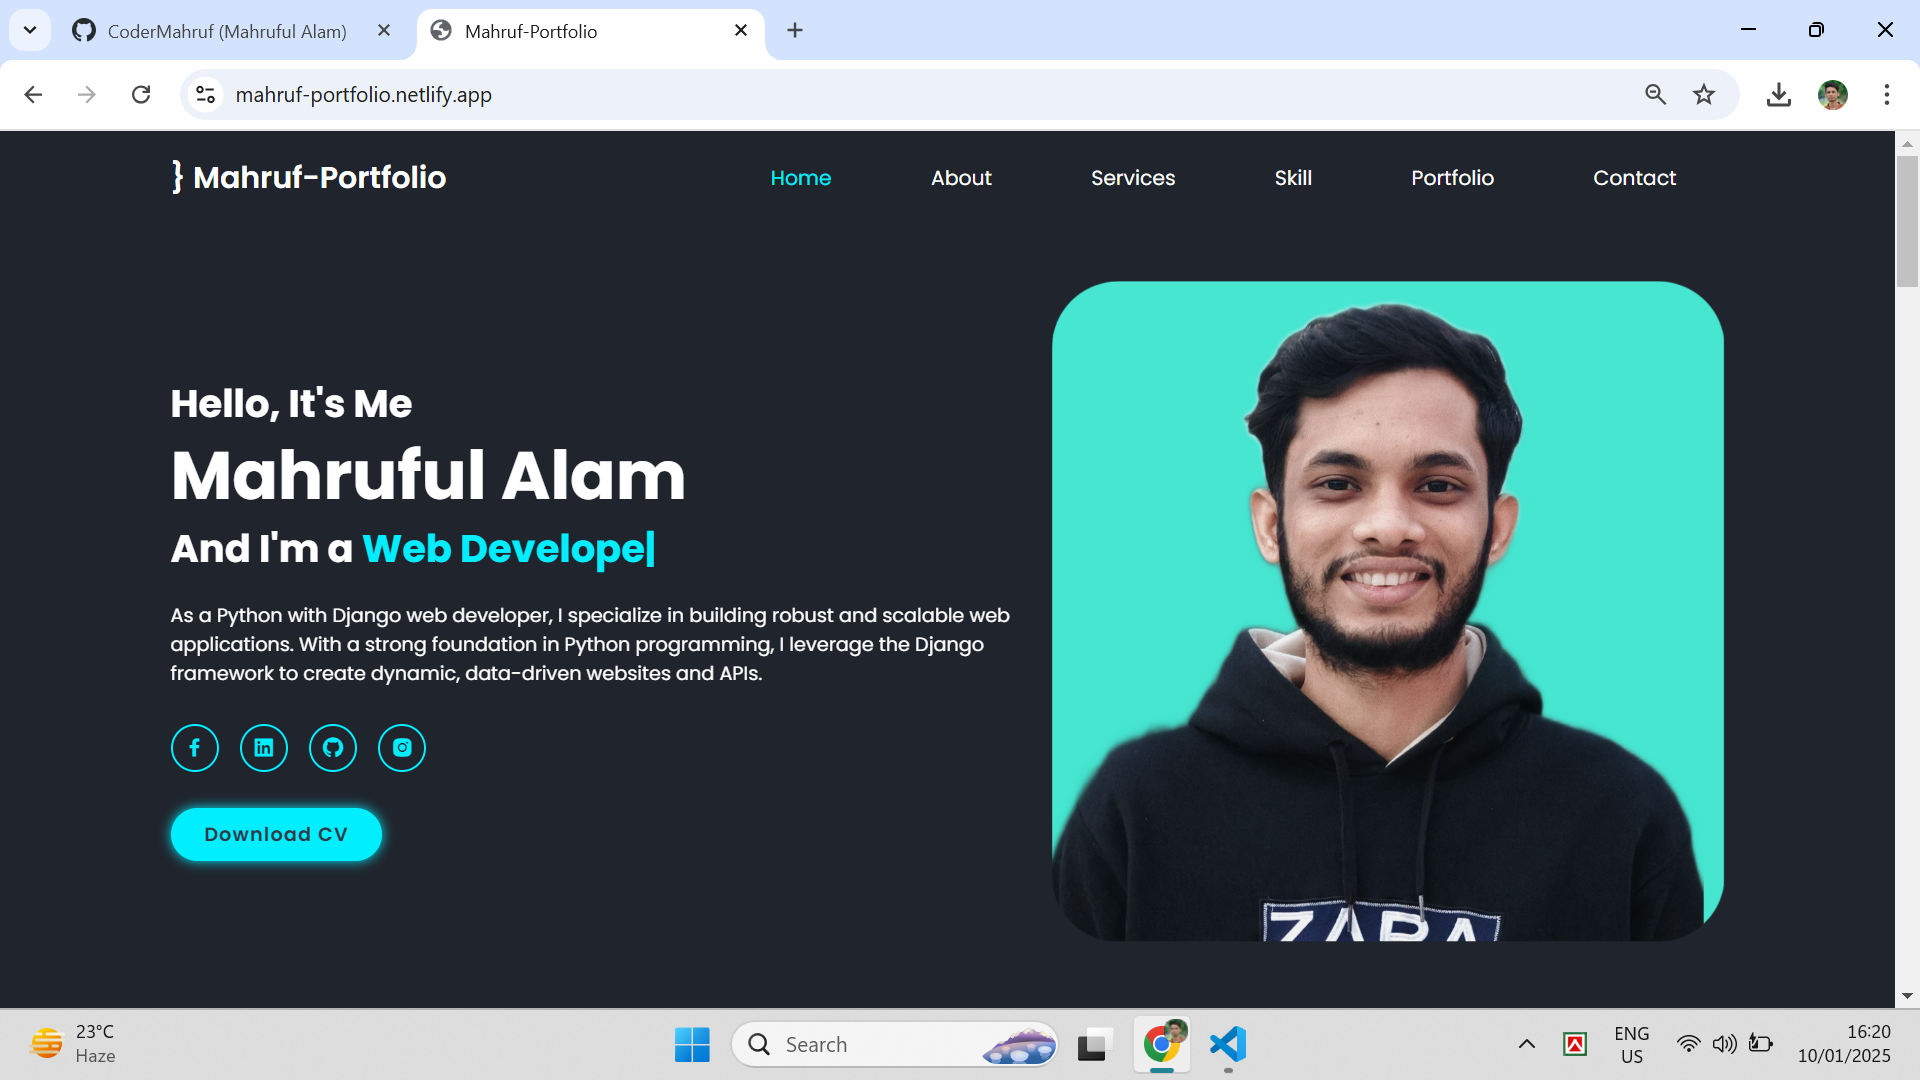 CoderMahruf (Mahruful Alam)
Mahruf-Portfolio
mahruf-portfolio.netlify.app
} Mahruf-Portfolio
Home
About
Services
Skill
Portfolio
Contact
Hello, It's Me
Mahruful Alam
And I'm a Web Develope|
As a Python with Django web developer, I specialize in building robust and scalable web
applications. With a strong foundation in Python programming, I leverage the Django
framework to create dynamic, data-driven websites and APIs.
Download CV
ZARA
23°C
Haze
Search
ENG
US
16:20
10/01/2025